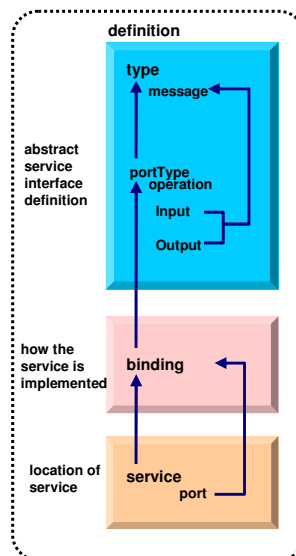 definition
type
message
abstract
service
interface
definition
portType
operation
Input
Output
how the
service is
implemented
binding
location of
service
service
port